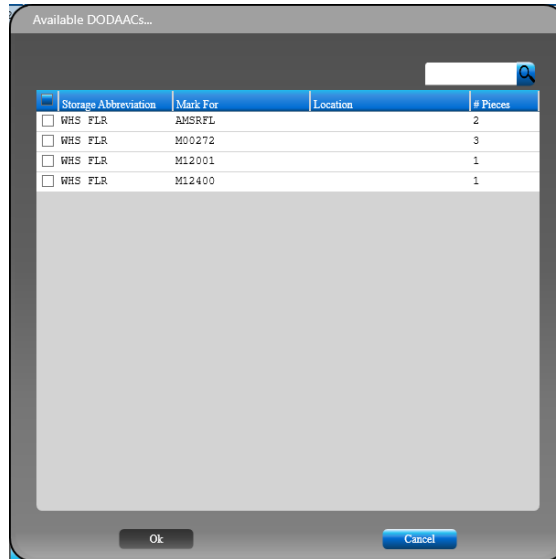 Available DODAACs...
Storage Abbreviation Mark For Location # Pieces
WHS FLR AMSRFL 2
WHS FLR M00272 3
WHS FLR M12001 1
WHS FLR M12400 1
Ok Cancel